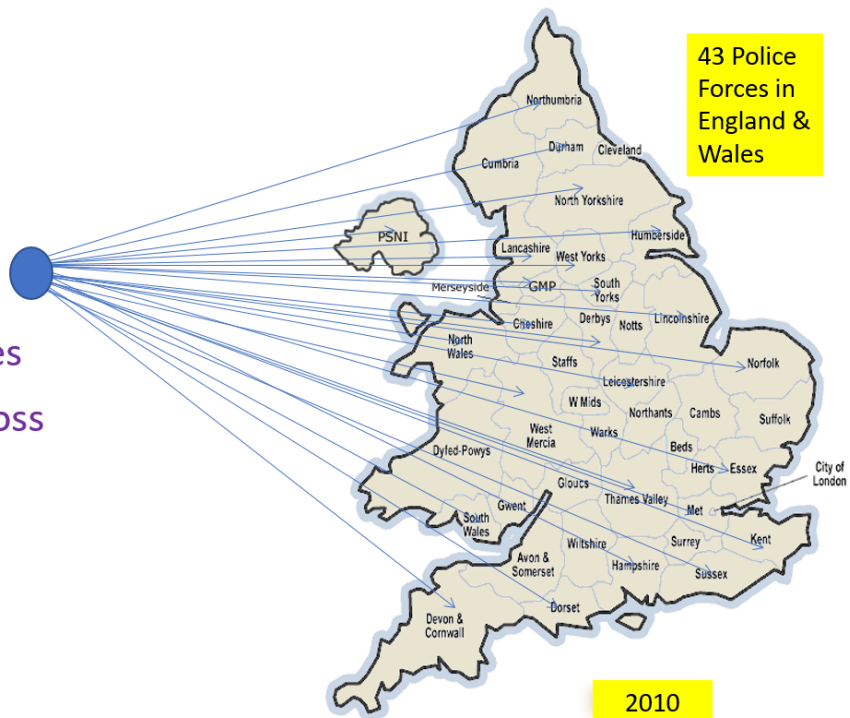 43 Police
Forces in
England &
Wales
Northumbria
Durham
Cleveland
Cumbria
North Yorkshire
PSNI
Humberside
Lancashire
West Yorks
Merseyside
GMP
South
Yorks
Lincolnshire
Cheshire
Derbys
Notts
es
oss
North
Wales
Staffs
Norfolk
Leicestershire
W Mids
Northants
Cambs
Suffolk
West
Mercia
Warks
Beds
Dyfed-Powys
Herts
Essex
City of
London
Gloucs
Thames Valley
Met
Gwent
South
Wales
Wiltshire
Surrey
Kent
Avon &
Somerset
Hampshire
Sussex
Devon &
Cornwall
Dorset
2010